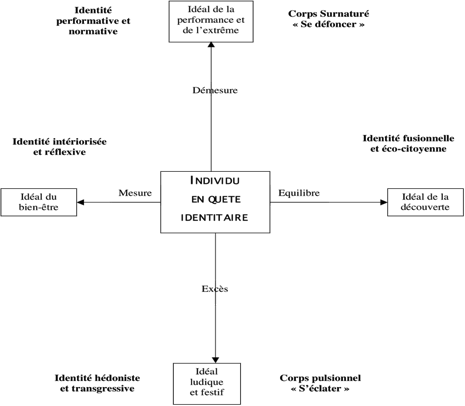 Identité
performative et
normative
Idéal de la
performance et
de l'extrême
Corps Surnaturé
« Se défoncer »
Démesure
Identité intériorisée
et réflexive
Identité fusionnelle
et éco-citoyenne
Idéal du
bien-être
Mesure
INDIVIDU
EN QUETE
IDENTITAIRE
Equilibre
Idéal de la
découverte
Excès
Identité hédoniste
et transgressive
Idéal
ludique
et festif
Corps pulsionnel
« S'éclater »